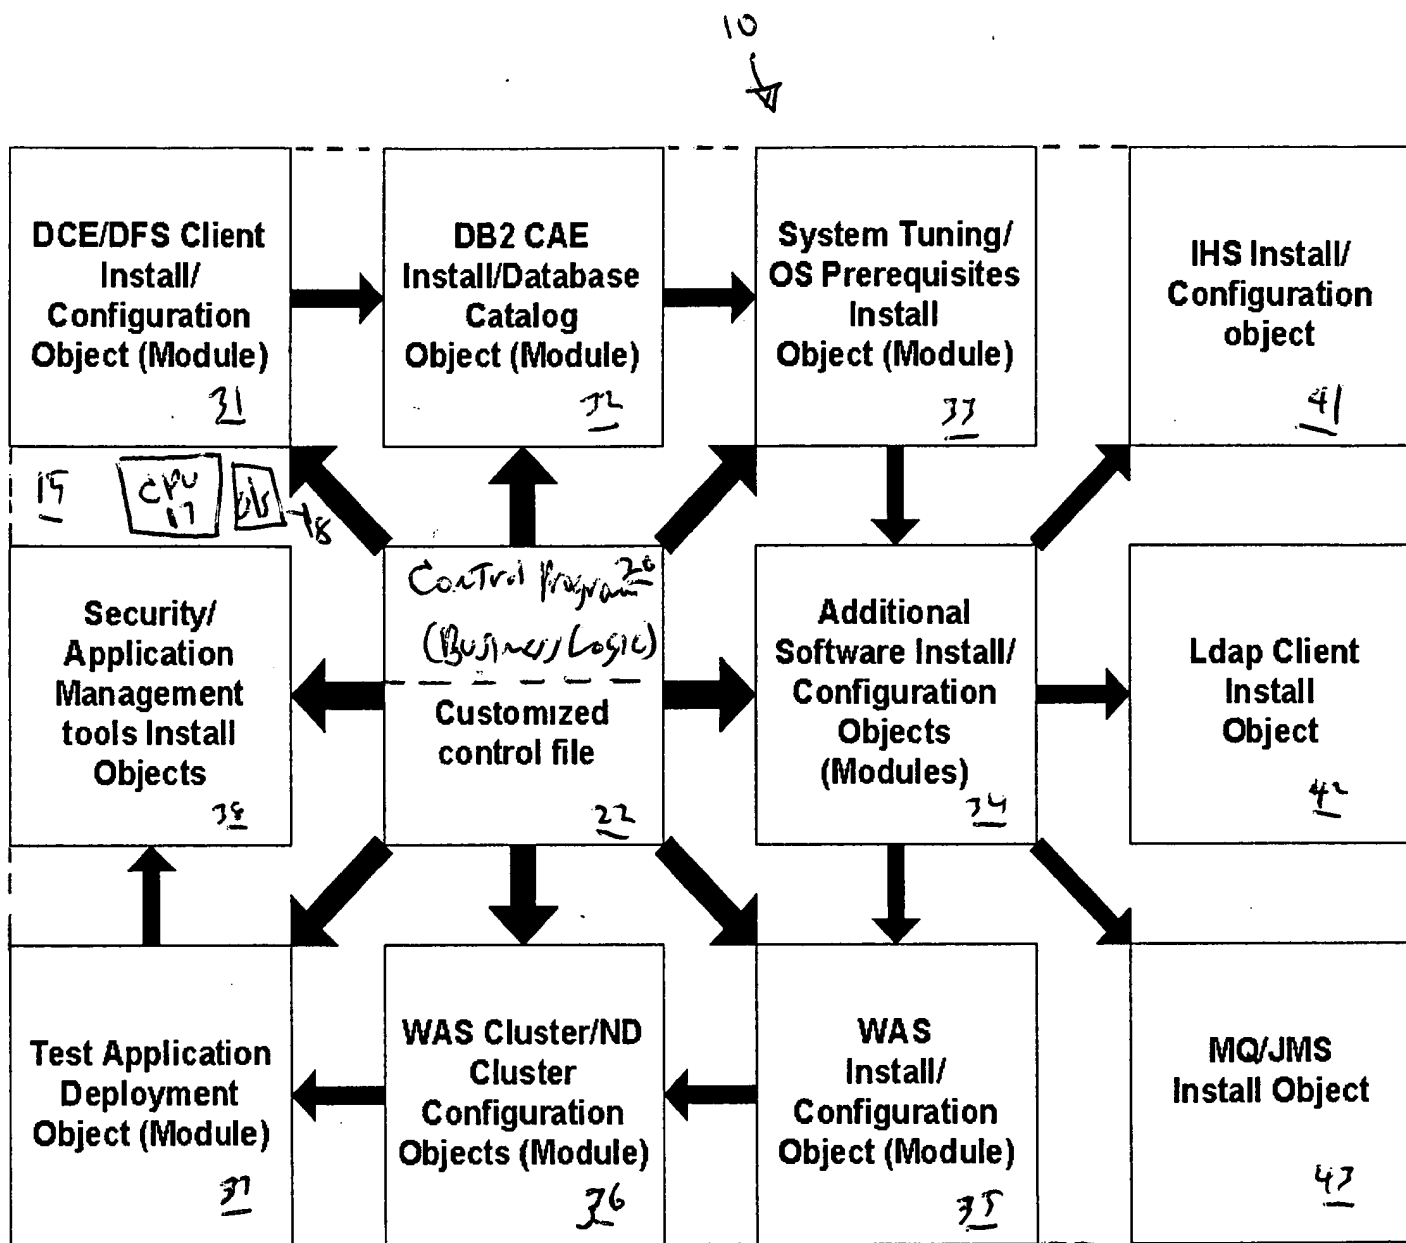 10
DCE/DFS Client
Install/
Configuration
Object (Module)
31
DB2 CAE
Install/Database
Catalog
Object (Module)
32
System Tuning/
OS Prerequisites
Install
Object (Module)
33
IHS Install/
Configuration
object
41
15
CPU
17
18
Security/
Application
Management
tools Install
Objects
38
Control Program 20
(Business Logic)
Customized
control file
22
Additional
Software Install/
Configuration
Objects
(Modules)
34
Ldap Client
Install
Object
42
Test Application
Deployment
Object (Module)
37
WAS Cluster/ND
Cluster
Configuration
Objects (Module)
36
WAS
Install/
Configuration
Object (Module)
35
MQ/JMS
Install Object
43